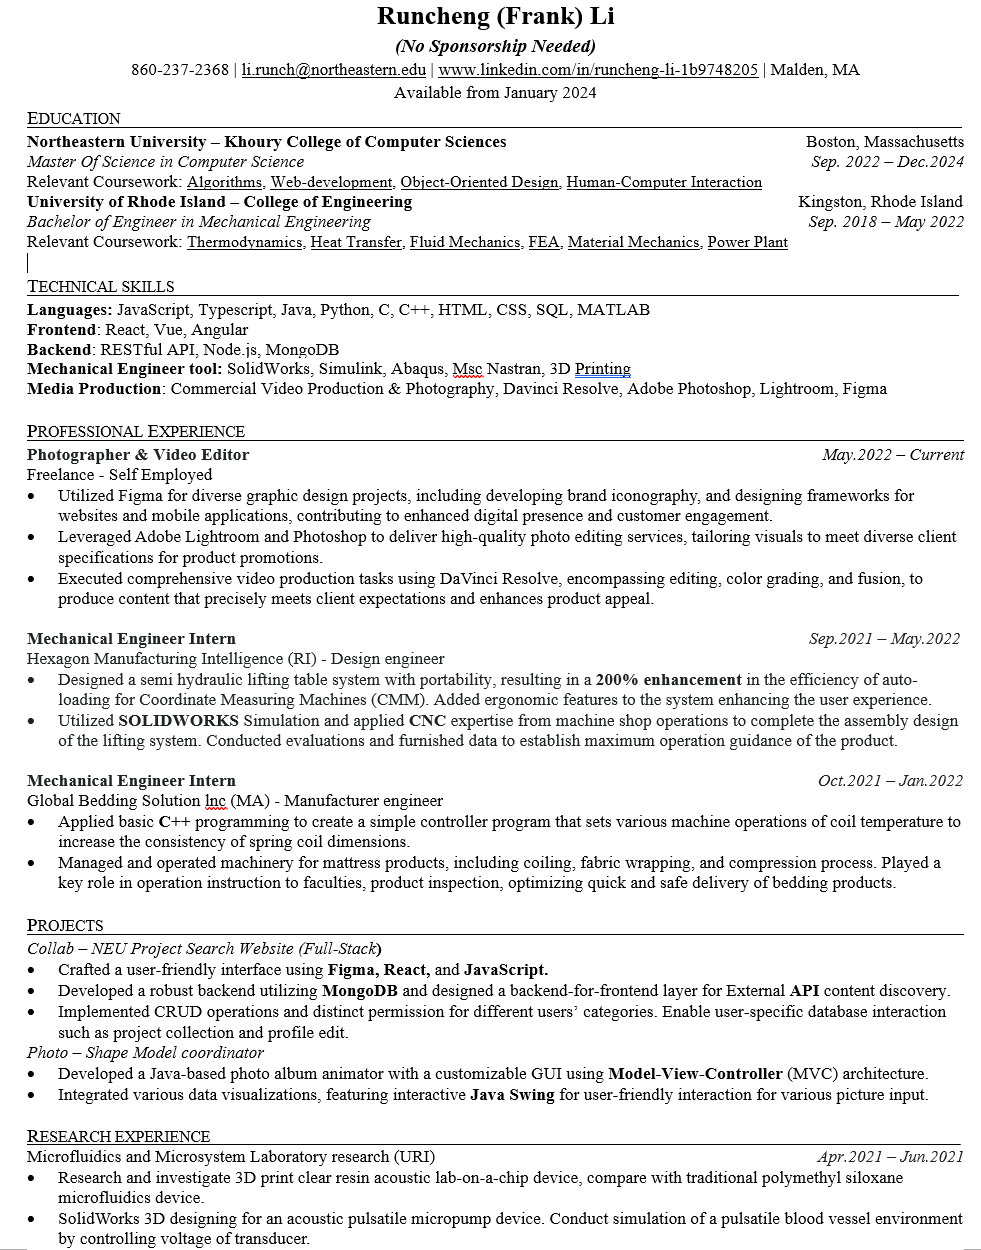 Runcheng (Frank) Li
(No Sponsorship Needed)
860-237-2368 | li.runch@northeastern.edu | www.linkedin.com/in/runcheng-li-1b9748205 | Malden, MA
Available from January 2024
EDUCATION
Northeastern University – Khoury College of Computer Sciences Boston, Massachusetts
Master Of Science in Computer Science Sep. 2022 – Dec.2024
Relevant Coursework: Algorithms, Web-development, Object-Oriented Design, Human-Computer Interaction
University of Rhode Island – College of Engineering Kingston, Rhode Island
Bachelor of Engineer in Mechanical Engineering Sep. 2018 – May 2022
Relevant Coursework: Thermodynamics, Heat Transfer, Fluid Mechanics, FEA, Material Mechanics, Power Plant
TECHNICAL SKILLS
Languages: JavaScript, Typescript, Java, Python, C, C++, HTML, CSS, SQL, MATLAB
Frontend: React, Vue, Angular
Backend: RESTful API, Node.js, MongoDB
Mechanical Engineer tool: SolidWorks, Simulink, Abaqus, Msc Nastran, 3D Printing
Media Production: Commercial Video Production & Photography, Davinci Resolve, Adobe Photoshop, Lightroom, Figma
PROFESSIONAL EXPERIENCE
Photographer & Video Editor May.2022 – Current
Freelance - Self Employed
• Utilized Figma for diverse graphic design projects, including developing brand iconography, and designing frameworks for
websites and mobile applications, contributing to enhanced digital presence and customer engagement.
• Leveraged Adobe Lightroom and Photoshop to deliver high-quality photo editing services, tailoring visuals to meet diverse client
specifications for product promotions.
• Executed comprehensive video production tasks using DaVinci Resolve, encompassing editing, color grading, and fusion, to
produce content that precisely meets client expectations and enhances product appeal.
Mechanical Engineer Intern Sep.2021 – May.2022
Hexagon Manufacturing Intelligence (RI) - Design engineer
• Designed a semi hydraulic lifting table system with portability, resulting in a 200% enhancement in the efficiency of auto-
loading for Coordinate Measuring Machines (CMM). Added ergonomic features to the system enhancing the user experience.
• Utilized SOLIDWORKS Simulation and applied CNC expertise from machine shop operations to complete the assembly design
of the lifting system. Conducted evaluations and furnished data to establish maximum operation guidance of the product.
Mechanical Engineer Intern Oct.2021 – Jan.2022
Global Bedding Solution lnc (MA) - Manufacturer engineer
• Applied basic C++ programming to create a simple controller program that sets various machine operations of coil temperature to
increase the consistency of spring coil dimensions.
• Managed and operated machinery for mattress products, including coiling, fabric wrapping, and compression process. Played a
key role in operation instruction to faculties, product inspection, optimizing quick and safe delivery of bedding products.
PROJECTS
Collab – NEU Project Search Website (Full-Stack)
• Crafted a user-friendly interface using Figma, React, and JavaScript.
• Developed a robust backend utilizing MongoDB and designed a backend-for-frontend layer for External API content discovery.
• Implemented CRUD operations and distinct permission for different users’ categories. Enable user-specific database interaction
such as project collection and profile edit.
Photo – Shape Model coordinator
• Developed a Java-based photo album animator with a customizable GUI using Model-View-Controller (MVC) architecture.
• Integrated various data visualizations, featuring interactive Java Swing for user-friendly interaction for various picture input.
RESEARCH EXPERIENCE
Microfluidics and Microsystem Laboratory research (URI) Apr.2021 – Jun.2021
• Research and investigate 3D print clear resin acoustic lab-on-a-chip device, compare with traditional polymethyl siloxane
microfluidics device.
• SolidWorks 3D designing for an acoustic pulsatile micropump device. Conduct simulation of a pulsatile blood vessel environment
by controlling voltage of transducer.